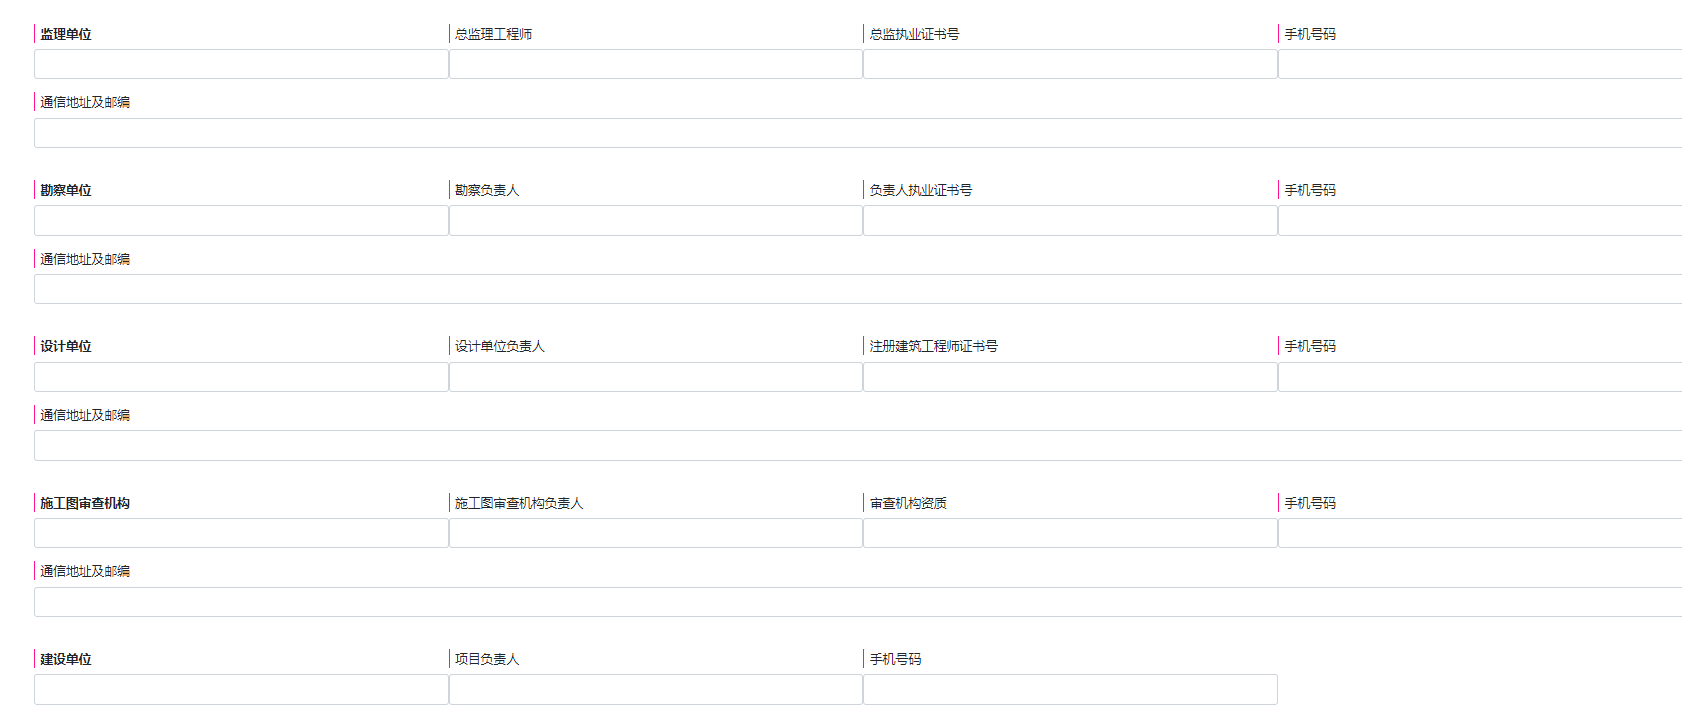 监理单位 总监理工程师 总监执业证书号 手机号码
通信地址及邮编
勘察单位 勘察负责人 负责人执业证书号 手机号码
通信地址及邮编
设计单位 设计单位负责人 注册建筑工程师证书号 手机号码
通信地址及邮编
施工图审查机构 施工图审查机构负责人 审查机构资质 手机号码
通信地址及邮编
建设单位 项目负责人 手机号码